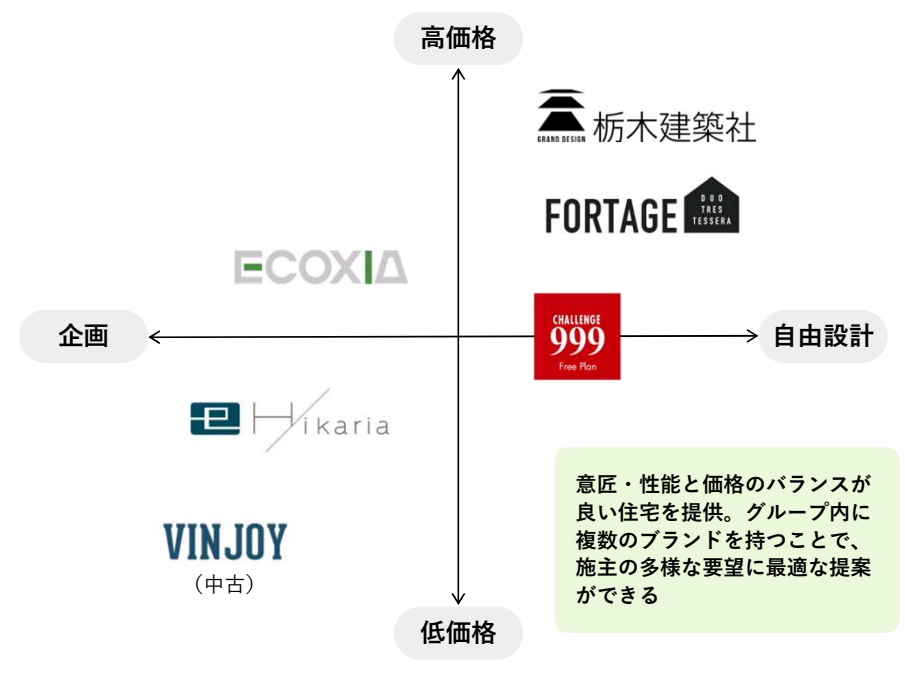 高価格
GRAND DESIGN
栃木建築社
FORTAGE
DUO
TRES
TESSERA
ECOXIA
企画
CHALLENGE
999
Free Plan
自由設計
e Hikaria
VINJOY
（中古）
意匠・性能と価格のバランスが
良い住宅を提供。グループ内に
複数のブランドを持つことで、
施主の多様な要望に最適な提案
ができる
低価格